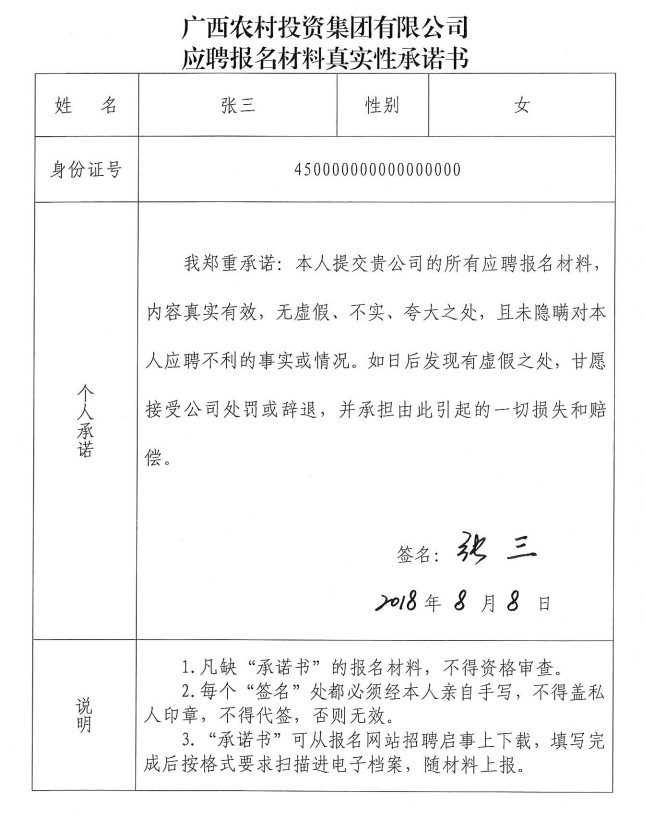 广西农村投资集团有限公司
应聘报名材料真实性承诺书
姓 名 张三 性别 女
身份证号 450000000000000000
个人承诺
我郑重承诺：本人提交贵公司的所有应聘报名材料，
内容真实有效，无虚假、不实、夸大之处，且未隐瞒对本
人应聘不利的事实或情况。如日后发现有虚假之处，甘愿
接受公司处罚或辞退，并承担由此引起的一切损失和赔
偿。
签名：张三
2018年8月8日
说明
1.凡缺“承诺书”的报名材料，不得资格审查。
2.每个“签名”处都必须经本人亲自手写，不得盖私
人印章，不得代签，否则无效。
3.“承诺书”可从报名网站招聘启事上下载，填写完
成后按格式要求扫描进电子档案，随材料上报。